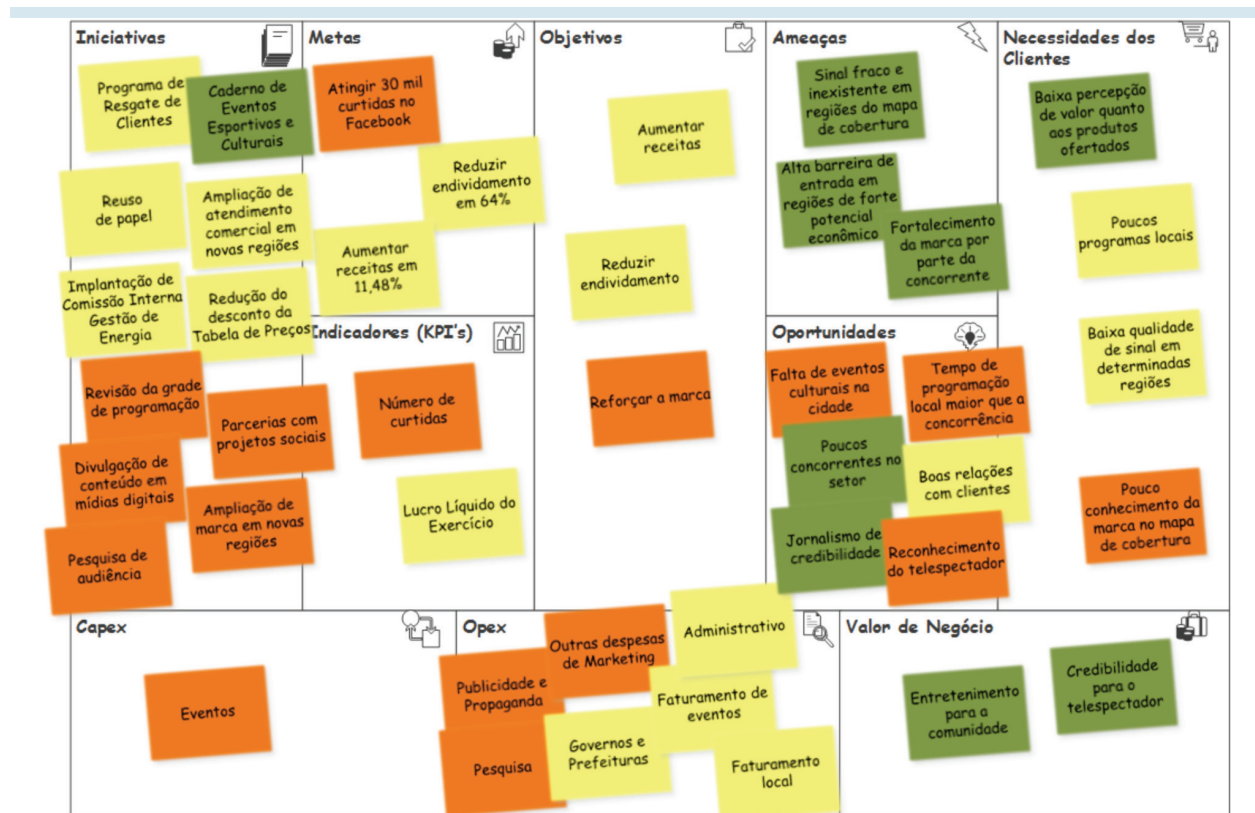 Iniciativas
Programa de
Resgate de
Clientes
Caderno de
Eventos
Esportivos e
Culturais
Reuso
de papel
Ampliação de
atendimento
comercial em
novas regiões
Implantação de
Comissão Interna
Gestão de
Energia
Redução do
desconto da
Tabela de Preços
Revisão da grade
de programação
Parcerias com
projetos sociais
Divulgação de
conteúdo em
mídias digitais
Ampliação de
marca em novas
regiões
Pesquisa de
audiência
Metas
Atingir 30 mil
curtidas no
Facebook
Reduzir
endividamento
em 64%
Aumentar
receitas em
11,48%
Indicadores (KPI's)
Número de
curtidas
Lucro Líquido do
Exercício
Objetivos
Aumentar
receitas
Reduzir
endividamento
Reforçar a marca
Ameaças
Sinal fraco e
inexistente em
regiões do mapa
de cobertura
Alta barreira de
entrada em
regiões de forte
potencial
econômico
Fortalecimento
da marca por
parte da
concorrente
Oportunidades
Falta de eventos
culturais na
cidade
Tempo de
programação
local maior que a
concorrência
Poucos
concorrentes no
setor
Boas relações
com clientes
Jornalismo de
credibilidade
Reconhecimento
do telespectador
Necessidades dos
Clientes
Baixa percepção
de valor quanto
aos produtos
ofertados
Poucos
programas locais
Baixa qualidade
de sinal em
determinadas
regiões
Pouco
conhecimento da
marca no mapa
de cobertura
Capex
Eventos
Opex
Outras despesas
de Marketing
Administrativo
Publicidade e
Propaganda
Faturamento de
eventos
Pesquisa
Governos e
Prefeituras
Faturamento
local
Valor de Negócio
Entretenimento
para a
comunidade
Credibilidade
para o
telespectador